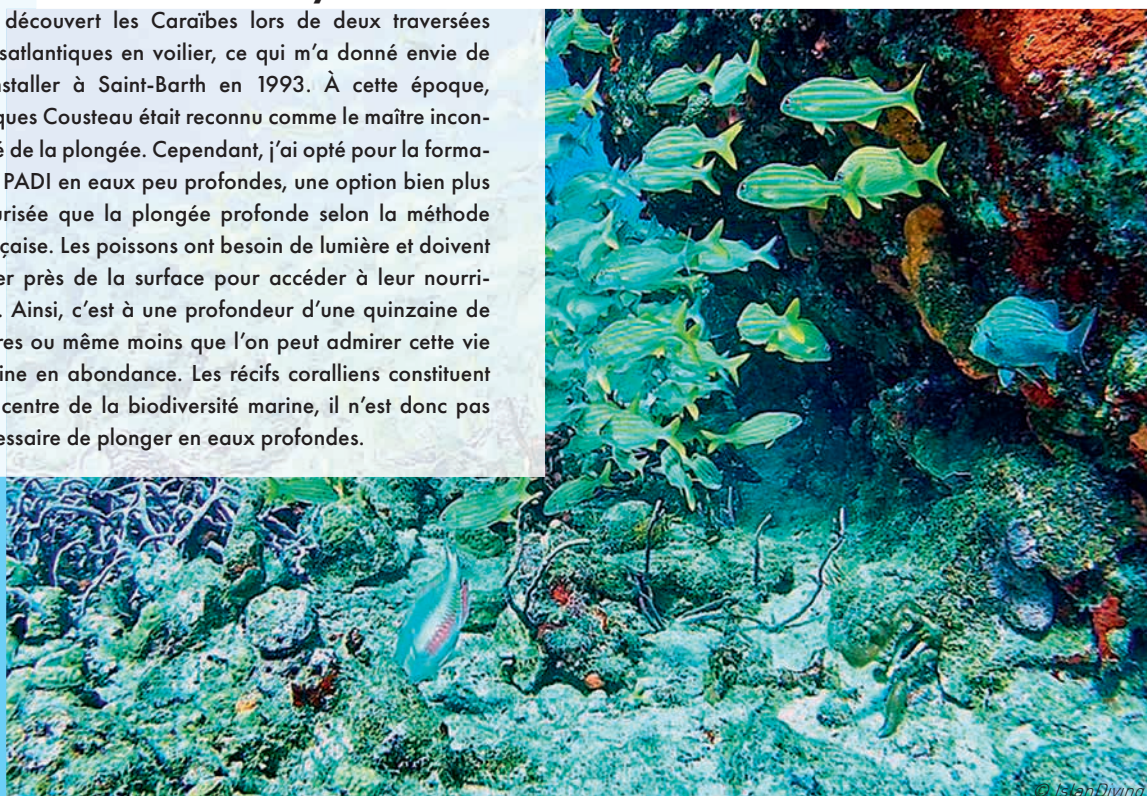 découvert les Caraïbes lors de deux traversées
satlantiques en voilier, ce qui m’a donné envie de
nstaller à Saint-Barth en 1993. À cette époque,
ques Cousteau était reconnu comme le maître incon-
é de la plongée. Cependant, j’ai opté pour la forma-
PADI en eaux peu profondes, une option bien plus
urisée que la plongée profonde selon la méthode
çaise. Les poissons ont besoin de lumière et doivent
er près de la surface pour accéder à leur nourri-
. Ainsi, c’est à une profondeur d’une quinzaine de
res ou même moins que l’on peut admirer cette vie
ine en abondance. Les récifs coralliens constituent
centre de la biodiversité marine, il n’est donc pas
essaire de plonger en eaux profondes.
© IslanDiving